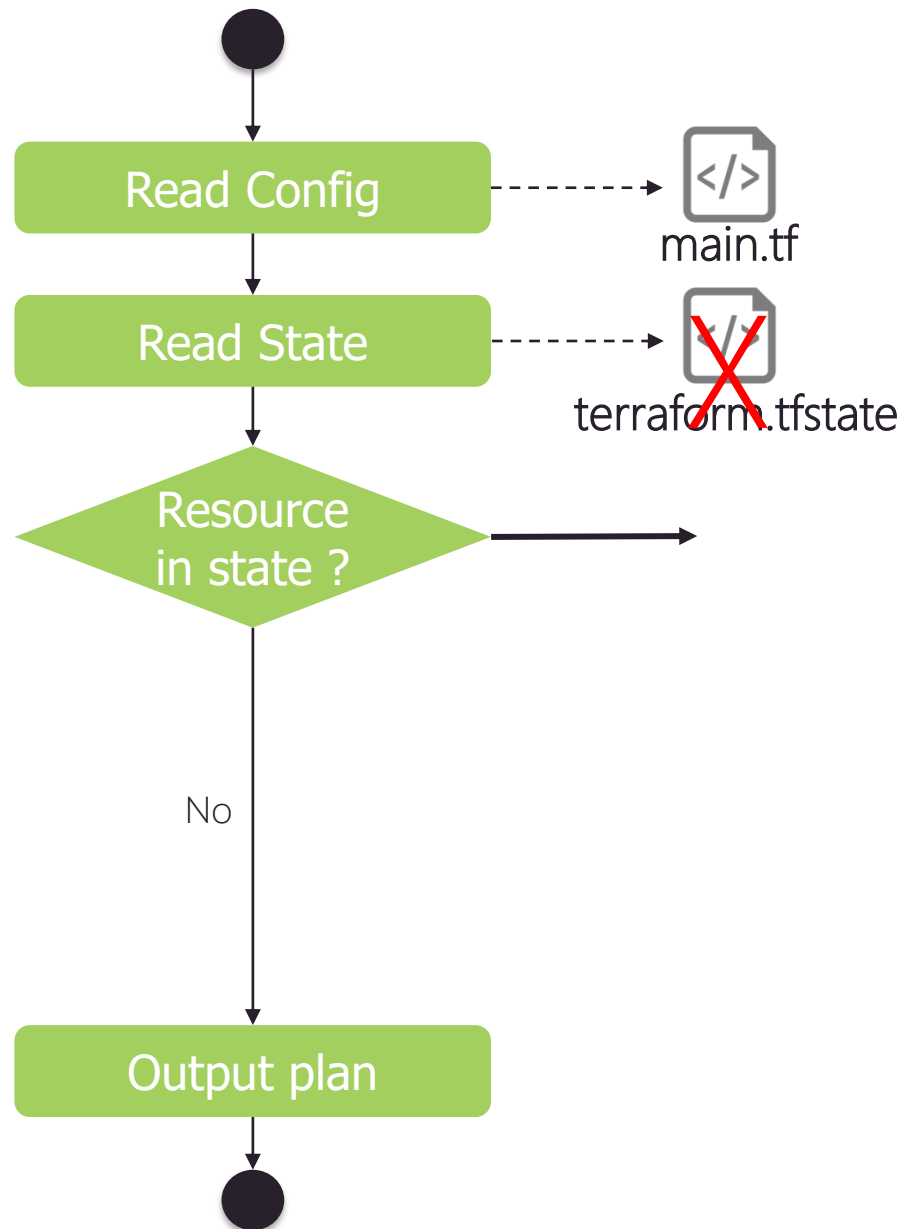 Read Config
</>
main.tf
Read State
</>
terraform.tfstate
Resource
in state ?
No
Output plan